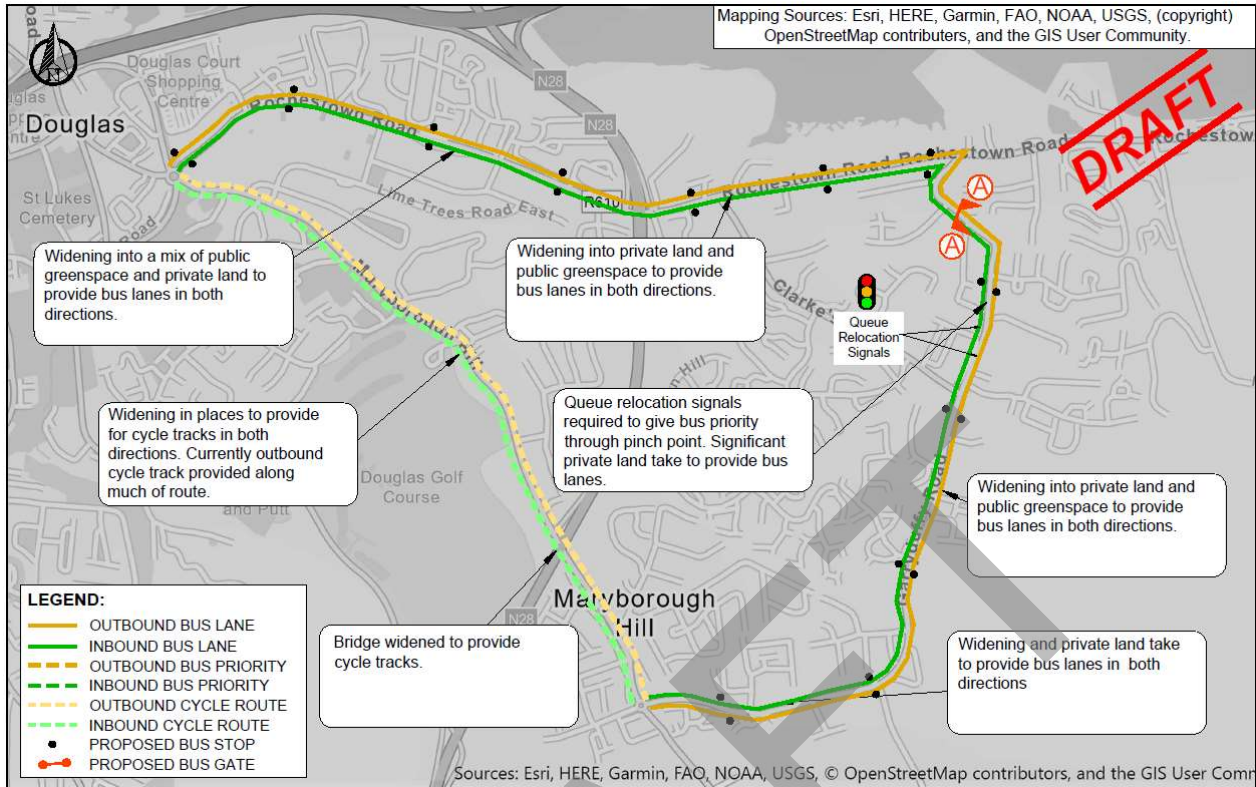 Mapping Sources: Esri, HERE, Garmin, FAO, NOAA, USGS, (copyright)
OpenStreetMap contributors, and the GIS User Community.
DRAFT
N
Douglas Court
Shopping
Centre
Douglas
St Lukes
Cemetery
Road
Rochestown Road
N28
N28
Rochestown Road Rochestown Road
Lime Trees Road East
R610
A
A
Widening into a mix of public
greenspace and private land to
provide bus lanes in both
directions.
Widening into private land and
public greenspace to provide
bus lanes in both directions.
Queue
Relocation
Signals
Widening in places to provide
for cycle tracks in both
directions. Currently outbound
cycle track provided along
much of route.
Queue relocation signals
required to give bus priority
through pinch point. Significant
private land take to provide bus
lanes.
Douglas Golf
Course
and Putt
Widening into private land and
public greenspace to provide
bus lanes in both directions.
Maryborough
Hill
N28
Bridge widened to provide
cycle tracks.
Widening and private land take
to provide bus lanes in both
directions
LEGEND:
OUTBOUND BUS LANE
INBOUND BUS LANE
OUTBOUND BUS PRIORITY
INBOUND BUS PRIORITY
OUTBOUND CYCLE ROUTE
INBOUND CYCLE ROUTE
PROPOSED BUS STOP
PROPOSED BUS GATE
Sources: Esri, HERE, Garmin, FAO, NOAA, USGS, © OpenStreetMap contributors, and the GIS User Comm